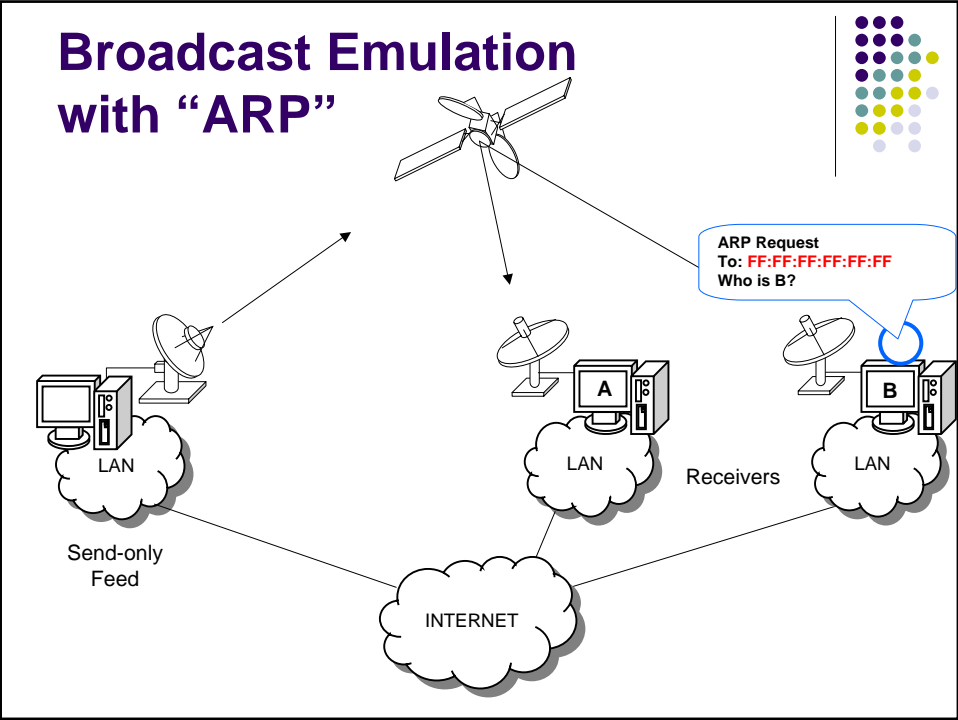 Broadcast Emulation
with “ARP”
ARP Request
To: FF:FF:FF:FF:FF:FF
Who is B?
A
B
LAN
LAN
Receivers
LAN
Send-only
Feed
INTERNET